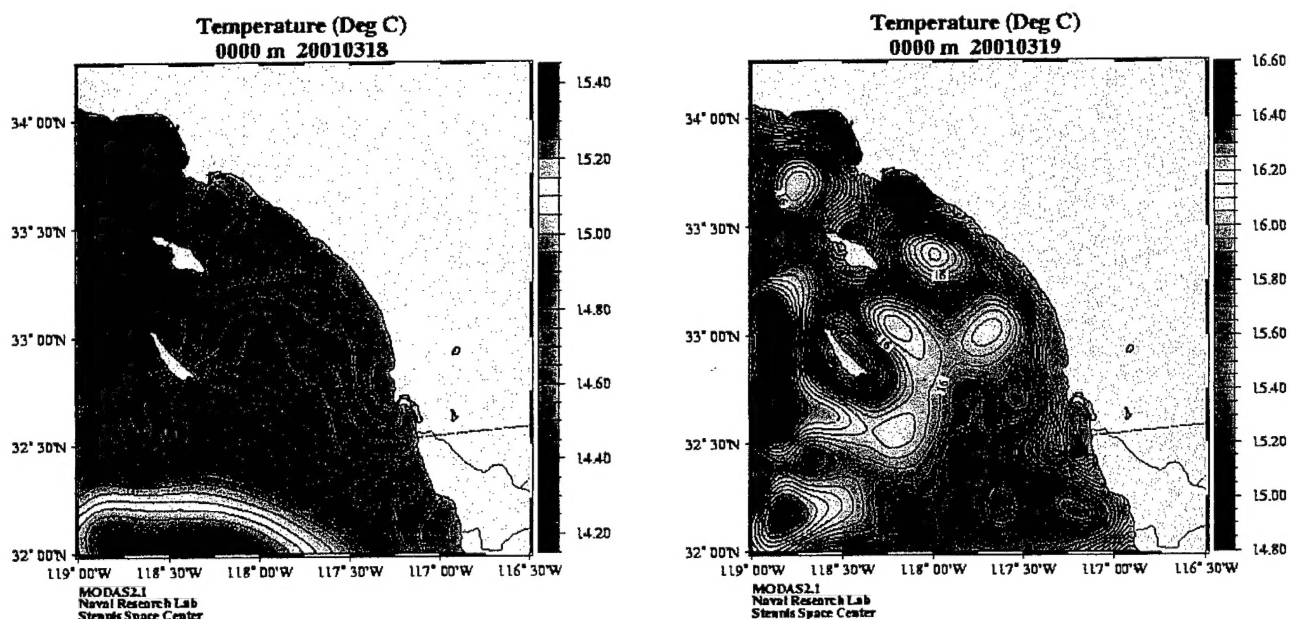 Temperature (Deg C)
0000 m 20010318
15.40
15.20
15.00
14.80
14.60
14.40
14.20
34° 00'N
33° 30'N
33° 00'N
32° 30'N
32° 00'N
119° 00'W
118° 30'W
118° 00'W
117° 30'W
117° 00'W
116° 30'W
MODAS2.1
Naval Research Lab
Stennis Space Center
Temperature (Deg C)
0000 m 20010319
16.60
16.40
16.20
16.00
15.80
15.60
15.40
15.20
15.00
14.80
34° 00'N
33° 30'N
33° 00'N
32° 30'N
32° 00'N
16
16
119° 00'W
118° 30'W
118° 00'W
117° 30'W
117° 00'W
116° 30'W
MODAS2.1
Naval Research Lab
Stennis Space Center